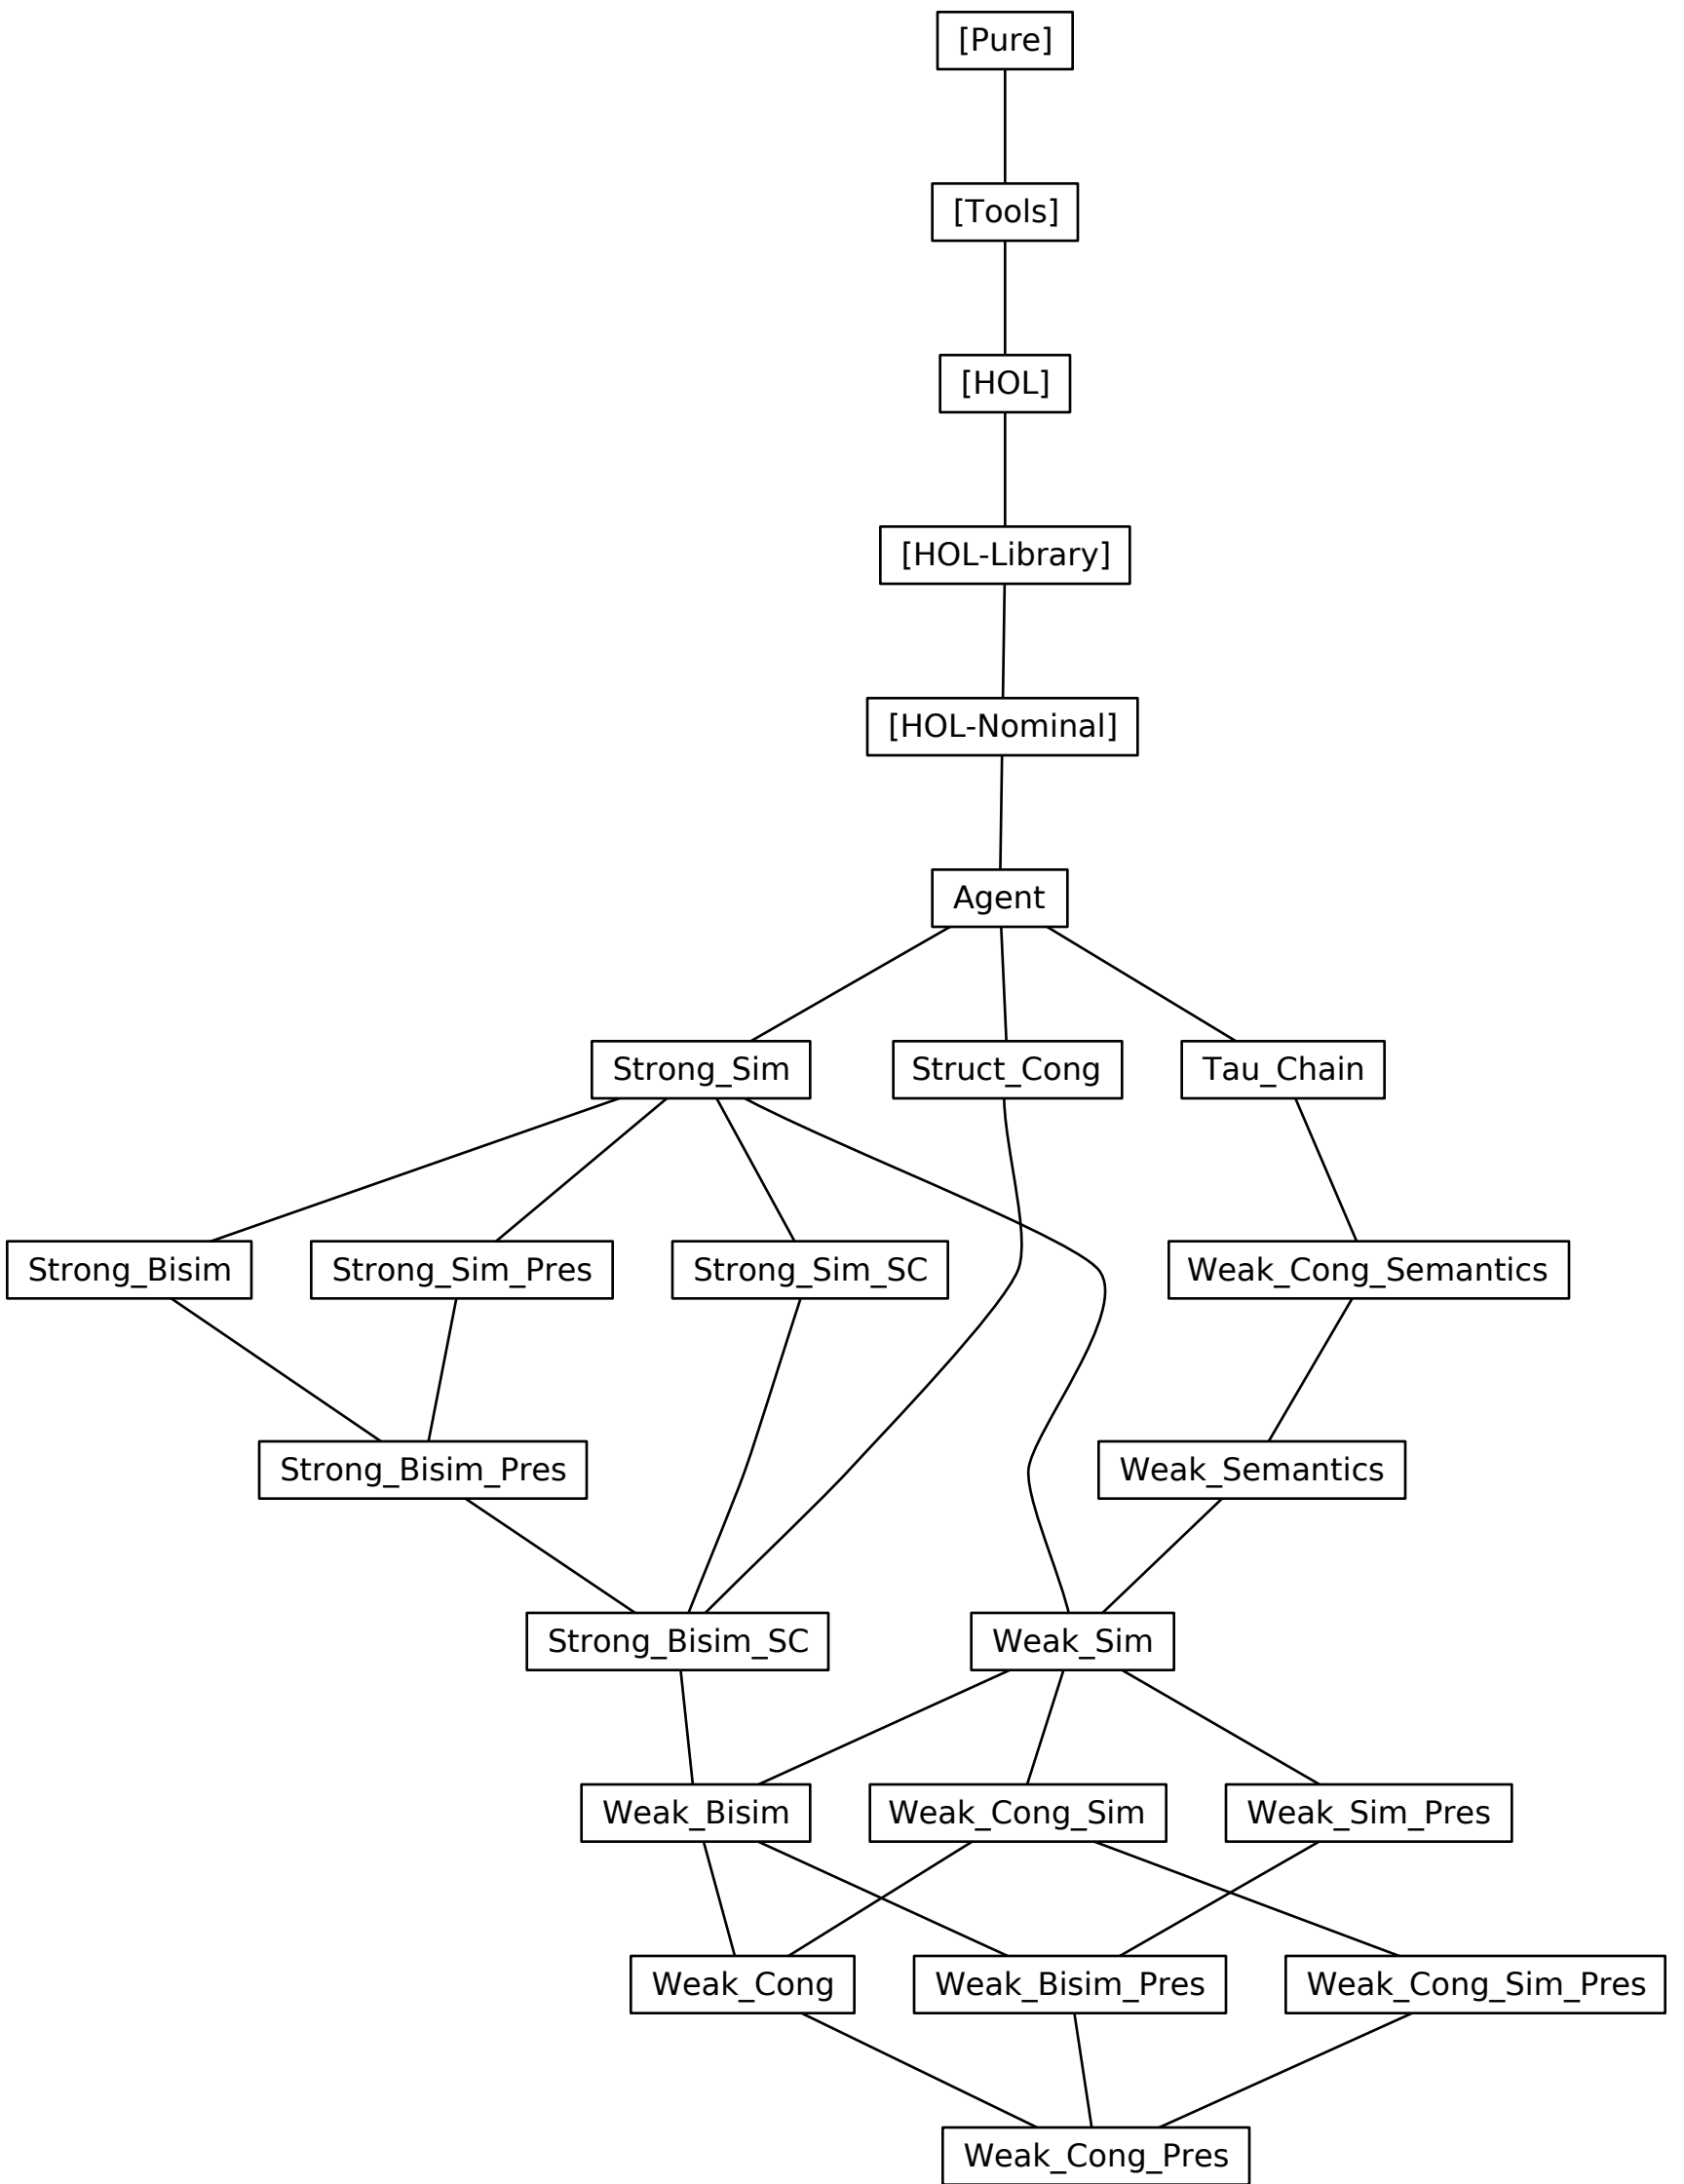 [Pure]
[Tools]
[HOL]
[HOL-Library]
[HOL-Nominal]
Agent
Strong_Sim
Struct_Cong
Tau_Chain
Strong_Bisim
Strong_Sim_Pres
Strong_Sim_SC
Weak_Cong_Semantics
Strong_Bisim_Pres
Weak_Semantics
Strong_Bisim_SC
Weak_Sim
Weak_Bisim
Weak_Cong_Sim
Weak_Sim_Pres
Weak_Cong
Weak_Bisim_Pres
Weak_Cong_Sim_Pres
Weak_Cong_Pres